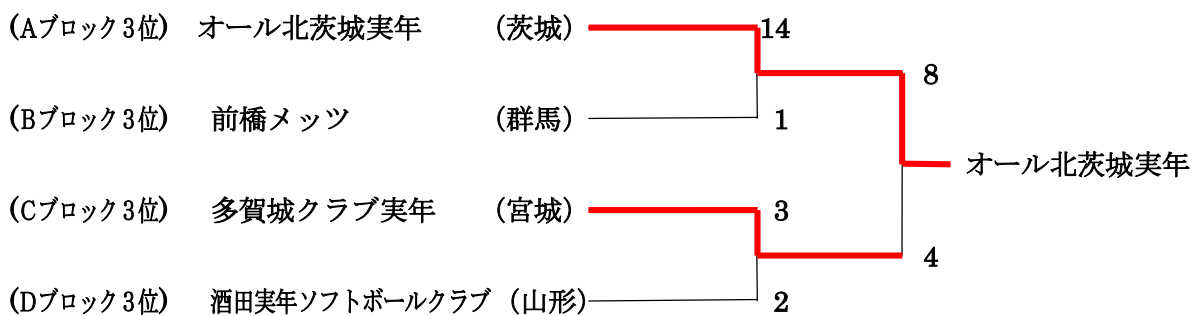 (Aブロック3位) オール北茨城実年 (茨城) 14
8
(Bブロック3位) 前橋メッツ (群馬) 1
オール北茨城実年
(Cブロック3位) 多賀城クラブ実年 (宮城) 3
4
(Dブロック3位) 酒田実年ソフトボールクラブ (山形) 2